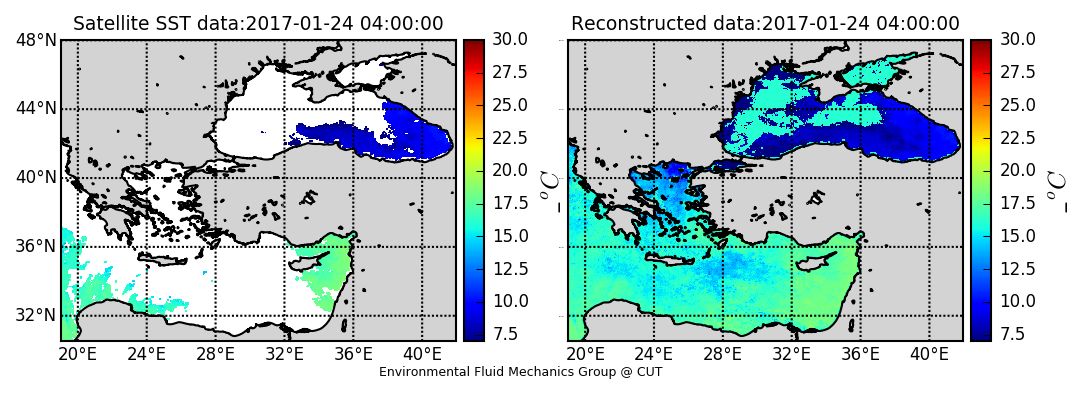 Satellite SST data:2017-01-24 04:00:00
48°N
44°N
40°N
36°N
32°N
20°E 24°E 28°E 32°E 36°E 40°E
30.0
27.5
25.0
22.5
20.0
17.5
15.0
12.5
10.0
7.5
_ °C
Reconstructed data:2017-01-24 04:00:00
20°E 24°E 28°E 32°E 36°E 40°E
30.0
27.5
25.0
22.5
20.0
17.5
15.0
12.5
10.0
7.5
_ °C
Environmental Fluid Mechanics Group @ CUT